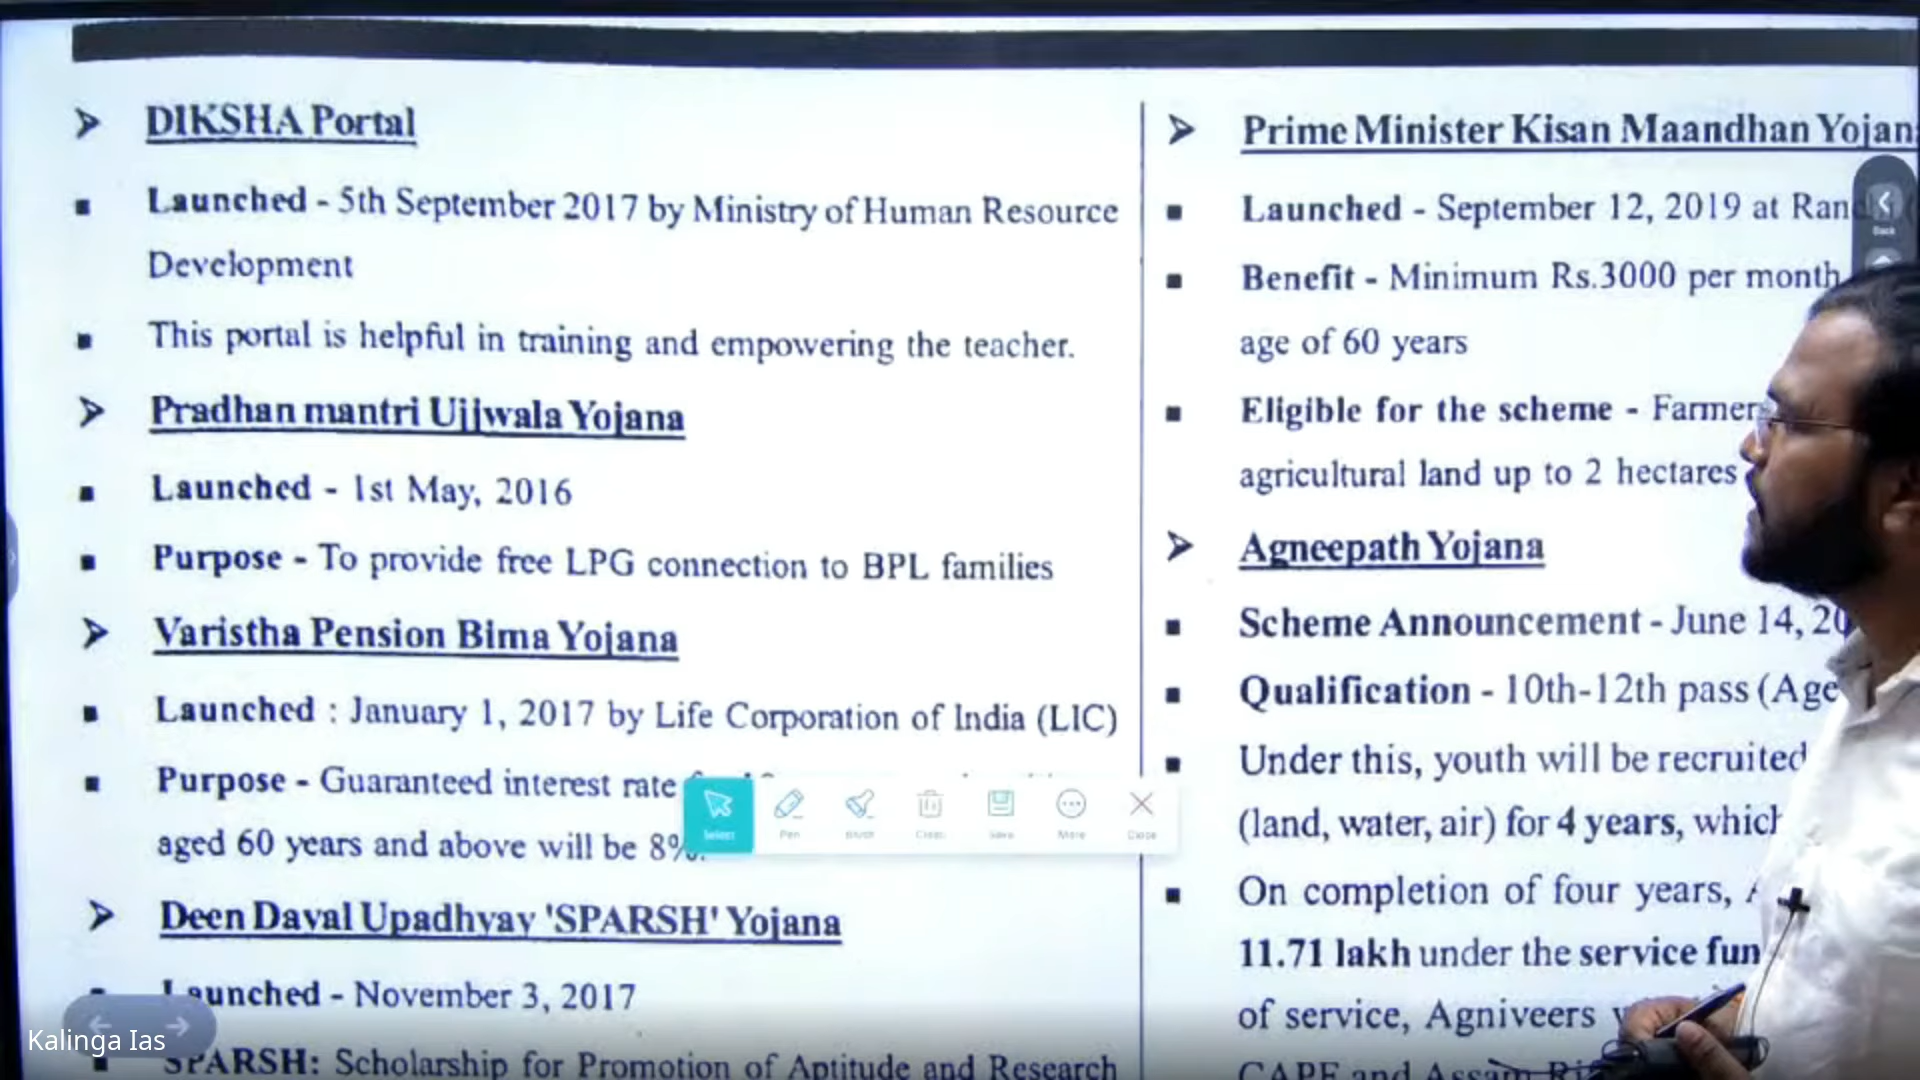 DIKSHA Portal
Launched - 5th September 2017 by Ministry of Human Resource
Development
This portal is helpful in training and empowering the teacher.
Pradhan mantri Ujjwala Yojana
Launched - 1st May, 2016
Purpose - To provide free LPG connection to BPL families
Varistha Pension Bima Yojana
Launched : January 1, 2017 by Life Corporation of India (LIC)
Purpose - Guaranteed interest rate
aged 60 years and above will be 8%.
Deen Dayal Upadhyay 'SPARSH' Yojana
Launched - November 3, 2017
SPARSH: Scholarship for Promotion of Aptitude and Research
Prime Minister Kisan Maandhan Yojan
Launched - September 12, 2019 at Ran
Benefit - Minimum Rs.3000 per month
age of 60 years
Eligible for the scheme - Farmer
agricultural land up to 2 hectares
Agneepath Yojana
Scheme Announcement - June 14, 20
Qualification - 10th-12th pass (Age
Under this, youth will be recruited
(land, water, air) for 4 years, which
On completion of four years,
11.71 lakh under the service fun
of service, Agniveers
CAPF and Assam Ri
Back
Select Pen Brush Clear Save More Close
Kalinga Ias